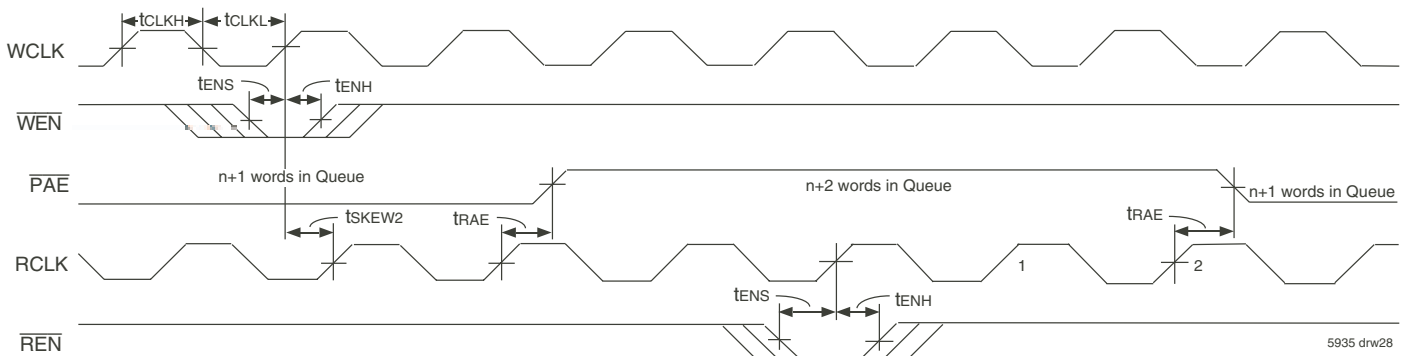 tCLKH tCLKL
WCLK
tENS tENH
WEN
n+1 words in Queue
n+2 words in Queue
n+1 words in Queue
PAE
tSKEW2 tRAE tRAE
RCLK
1 2
tENS tENH
REN
5935 drw28